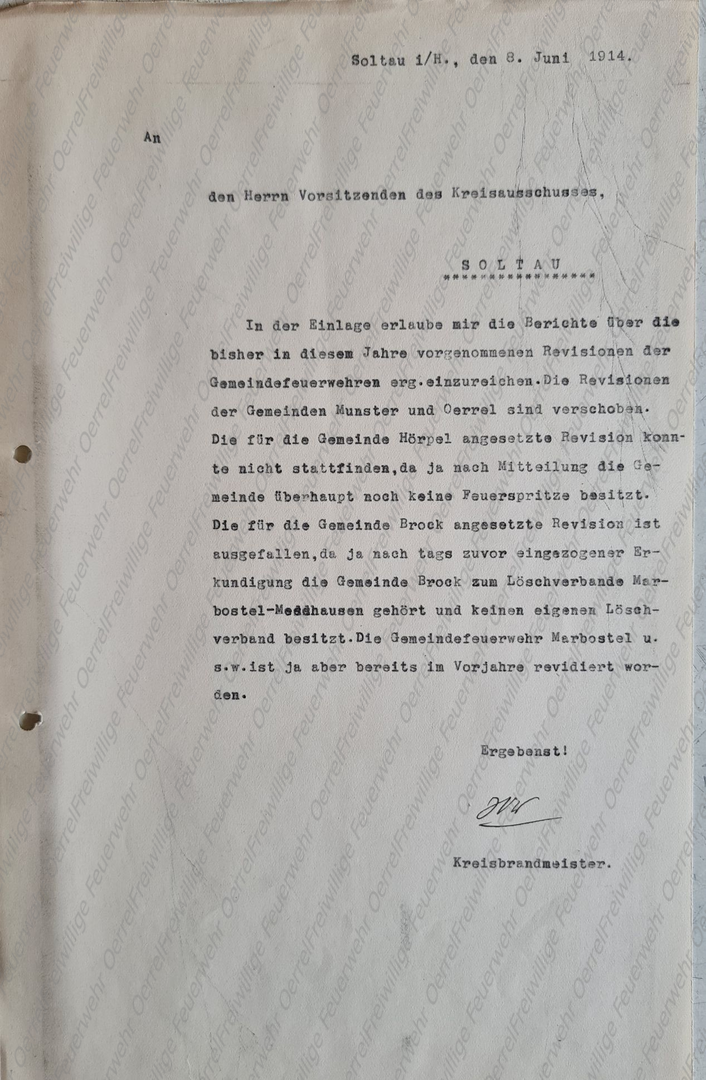 Soltau i/H., den 8. Juni 1914.
An
den Herrn Vorsitzenden des Kreisausschusses,
SOLTAU
In der Einlage erlaube mir die Berichte über die
bisher in diesem Jahre vorgenommenen Revisionen der
Gemeindefeuerwehren erg.einzureichen.Die Revisionen
der Gemeinden Munster und Oerrel sind verschoben.
Die für die Gemeinde Hörpel angesetzte Revision konn-
te nicht stattfinden,da ja nach Mitteilung die Ge-
meinde überhaupt noch keine Feuerspritze besitzt.
Die für die Gemeinde Brock angesetzte Revision ist
ausgefallen,da ja nach tags zuvor eingezogener Er-
kundigung die Gemeinde Brock zum Löschverbande Mar-
bostel-Meddhausen gehört und keinen eigenen Lösch-
verband besitzt.Die Gemeindefeuerwehr Marbostel u.
s.w.ist ja aber bereits im Vorjahre revidiert wor-
den.
Ergebenst!
Kreisbrandmeister.
Freiwillige Feuerwehr Oerrel